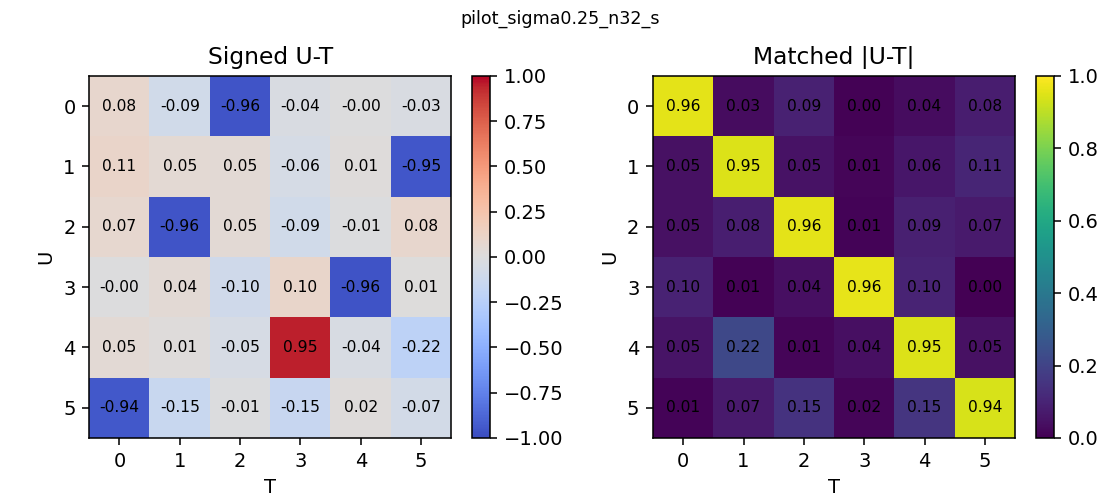 pilot_sigma0.25_n32_s
Signed U-T
0 0.08 -0.09 -0.96 -0.04 -0.00 -0.03
1 0.11 0.05 0.05 -0.06 0.01 -0.95
2 0.07 -0.96 0.05 -0.09 -0.01 0.08
3 -0.00 0.04 -0.10 0.10 -0.96 0.01
4 0.05 0.01 -0.05 0.95 -0.04 -0.22
5 -0.94 -0.15 -0.01 -0.15 0.02 -0.07
0 1 2 3 4 5
U
T
1.00
0.75
0.50
0.25
0.00
−0.25
−0.50
−0.75
−1.00
Matched |U-T|
0 0.96 0.03 0.09 0.00 0.04 0.08
1 0.05 0.95 0.05 0.01 0.06 0.11
2 0.05 0.08 0.96 0.01 0.09 0.07
3 0.10 0.01 0.04 0.96 0.10 0.00
4 0.05 0.22 0.01 0.04 0.95 0.05
5 0.01 0.07 0.15 0.02 0.15 0.94
0 1 2 3 4 5
U
T
1.0
0.8
0.6
0.4
0.2
0.0